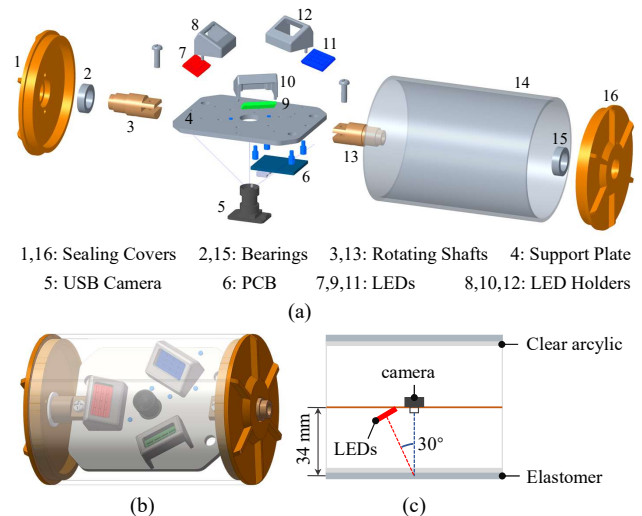 1
2
3
4
5
6
7
8
9
10
11
12
13
14
15
16
1,16: Sealing Covers 2,15: Bearings 3,13: Rotating Shafts 4: Support Plate
5: USB Camera 6: PCB 7,9,11: LEDs 8,10,12: LED Holders
(a)
(b)
Clear arcylic
camera
34 mm
LEDs
30°
Elastomer
(c)